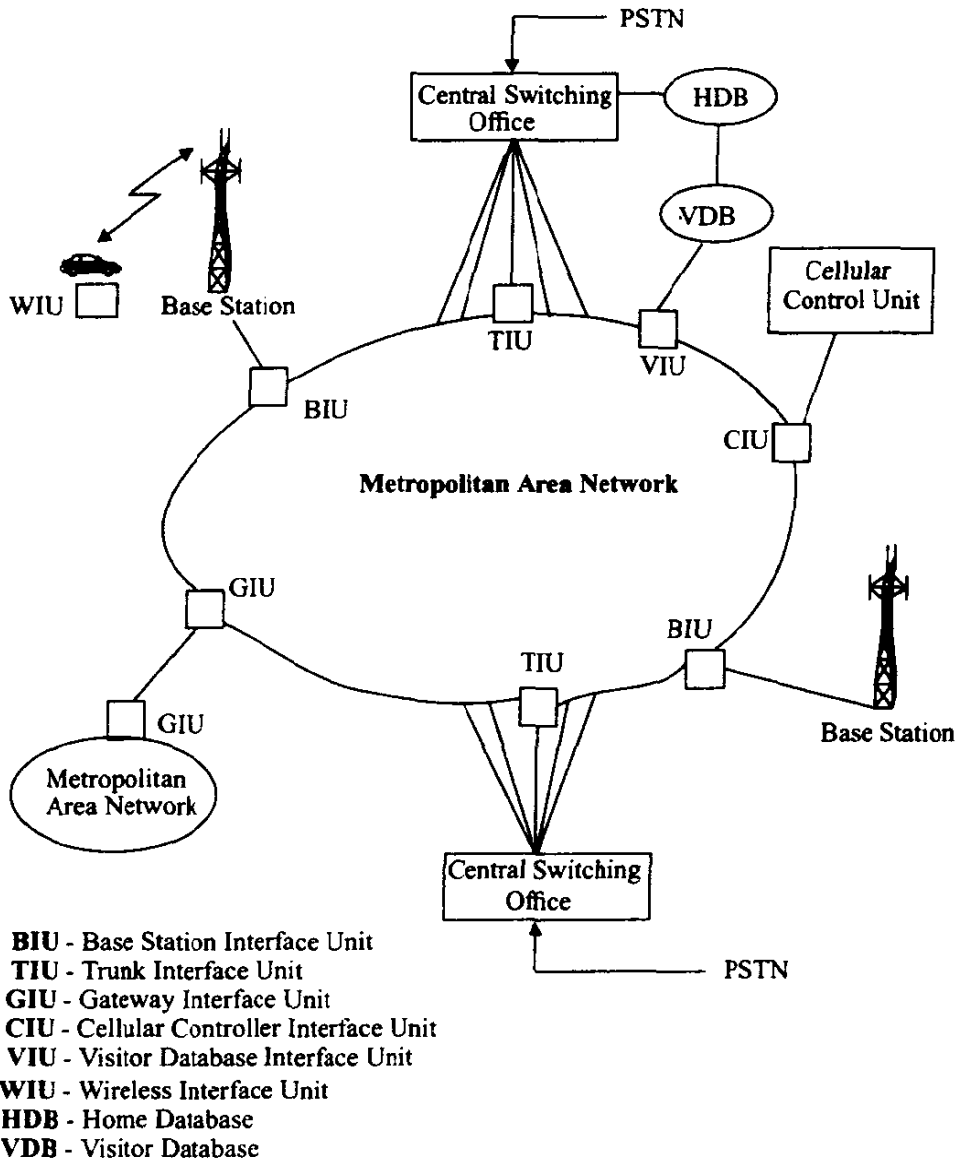 PSTN
Central Switching
Office
HDB
VDB
Cellular
Control Unit
WIU
Base Station
TIU
VIU
BIU
CIU
Metropolitan Area Network
GIU
BIU
TIU
GIU
Base Station
Metropolitan
Area Network
Central Switching
Office
PSTN
BIU - Base Station Interface Unit
TIU - Trunk Interface Unit
GIU - Gateway Interface Unit
CIU - Cellular Controller Interface Unit
VIU - Visitor Database Interface Unit
WIU - Wireless Interface Unit
HDB - Home Database
VDB - Visitor Database